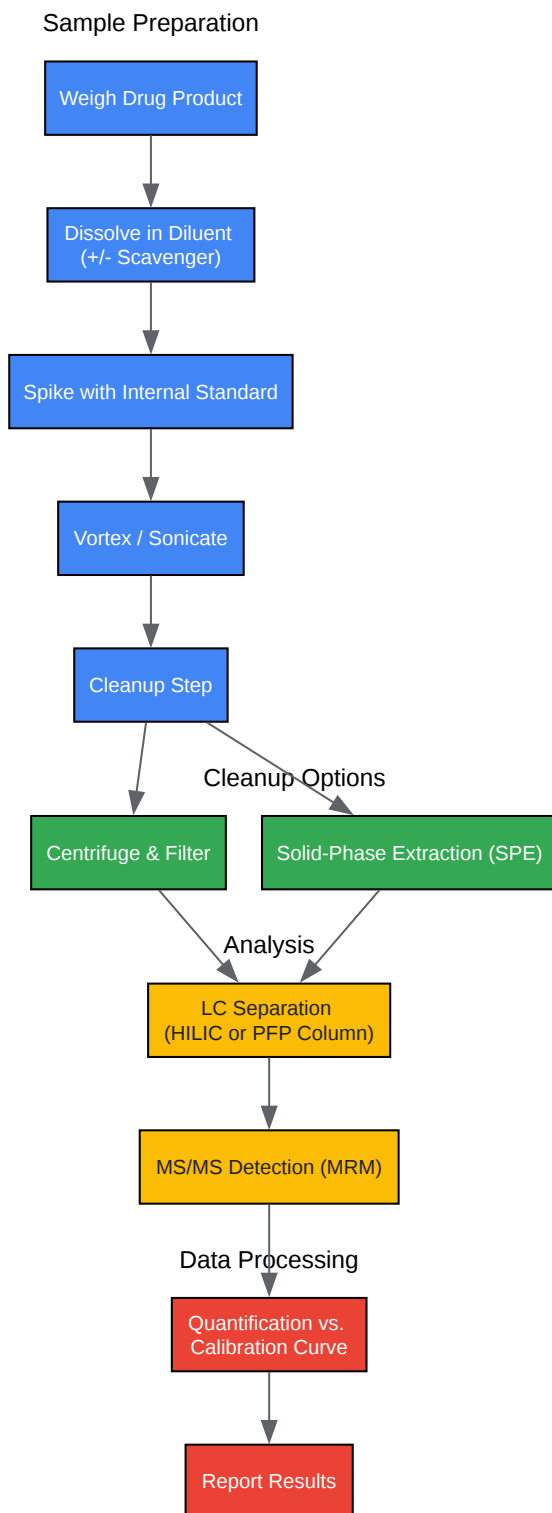 Sample Preparation
Weigh Drug Product
Dissolve in Diluent
(+/- Scavenger)
Spike with Internal Standard
Vortex / Sonicate
Cleanup Step
Cleanup Options
Centrifuge & Filter
Solid-Phase Extraction (SPE)
Analysis
LC Separation
(HILIC or PFP Column)
MS/MS Detection (MRM)
Data Processing
Quantification vs.
Calibration Curve
Report Results